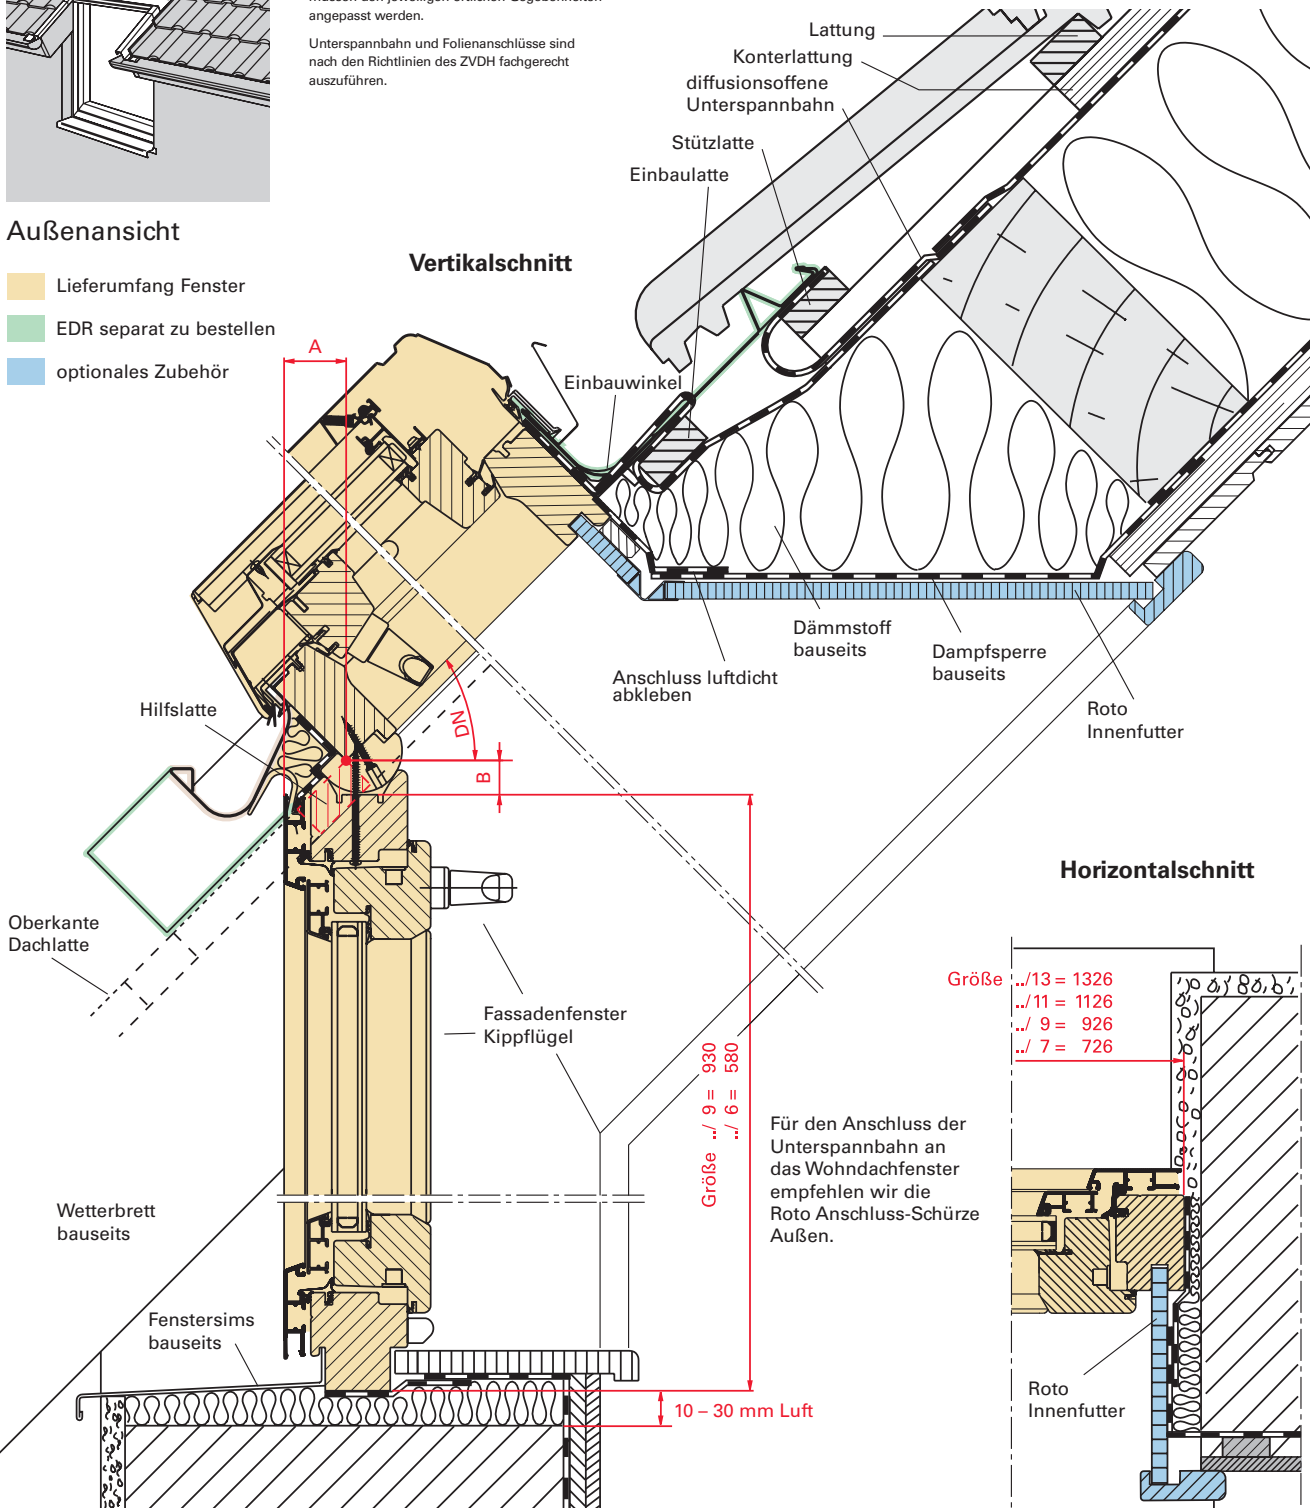 angepasst werden.
Unterspannbahn und Folienanschlüsse sind
nach den Richtlinien des ZVDH fachgerecht
auszuführen.
Außenansicht
Lieferumfang Fenster
EDR separat zu bestellen
optionales Zubehör
Vertikalschnitt
Lattung
Konterlattung
diffusionsoffene
Unterspannbahn
Stützlatte
Einbaulatte
Einbauwinkel
A
Hilfslatte
DN
B
Dämmstoff
bauseits
Dampfsperre
bauseits
Anschluss luftdicht
abkleben
Roto
Innenfutter
Oberkante
Dachlatte
Fassadenfenster
Kippflügel
Größe ../ 9 = 930
../ 6 = 580
Wetterbrett
bauseits
Fenstersims
bauseits
10 – 30 mm Luft
Für den Anschluss der
Unterspannbahn an
das Wohndachfenster
empfehlen wir die
Roto Anschluss-Schürze
Außen.
Horizontalschnitt
Größe ../13 = 1326
../11 = 1126
../ 9 = 926
../ 7 = 726
Roto
Innenfutter